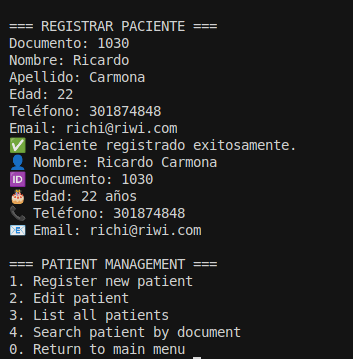 === REGISTRAR PACIENTE ===
Documento: 1030
Nombre: Ricardo
Apellido: Carmona
Edad: 22
Teléfono: 301874848
Email: richi@riwi.com
✅ Paciente registrado exitosamente.
👤 Nombre: Ricardo Carmona
🆔 Documento: 1030
🎂 Edad: 22 años
📞 Teléfono: 301874848
📧 Email: richi@riwi.com

=== PATIENT MANAGEMENT ===
1. Register new patient
2. Edit patient
3. List all patients
4. Search patient by document
0. Return to main menu